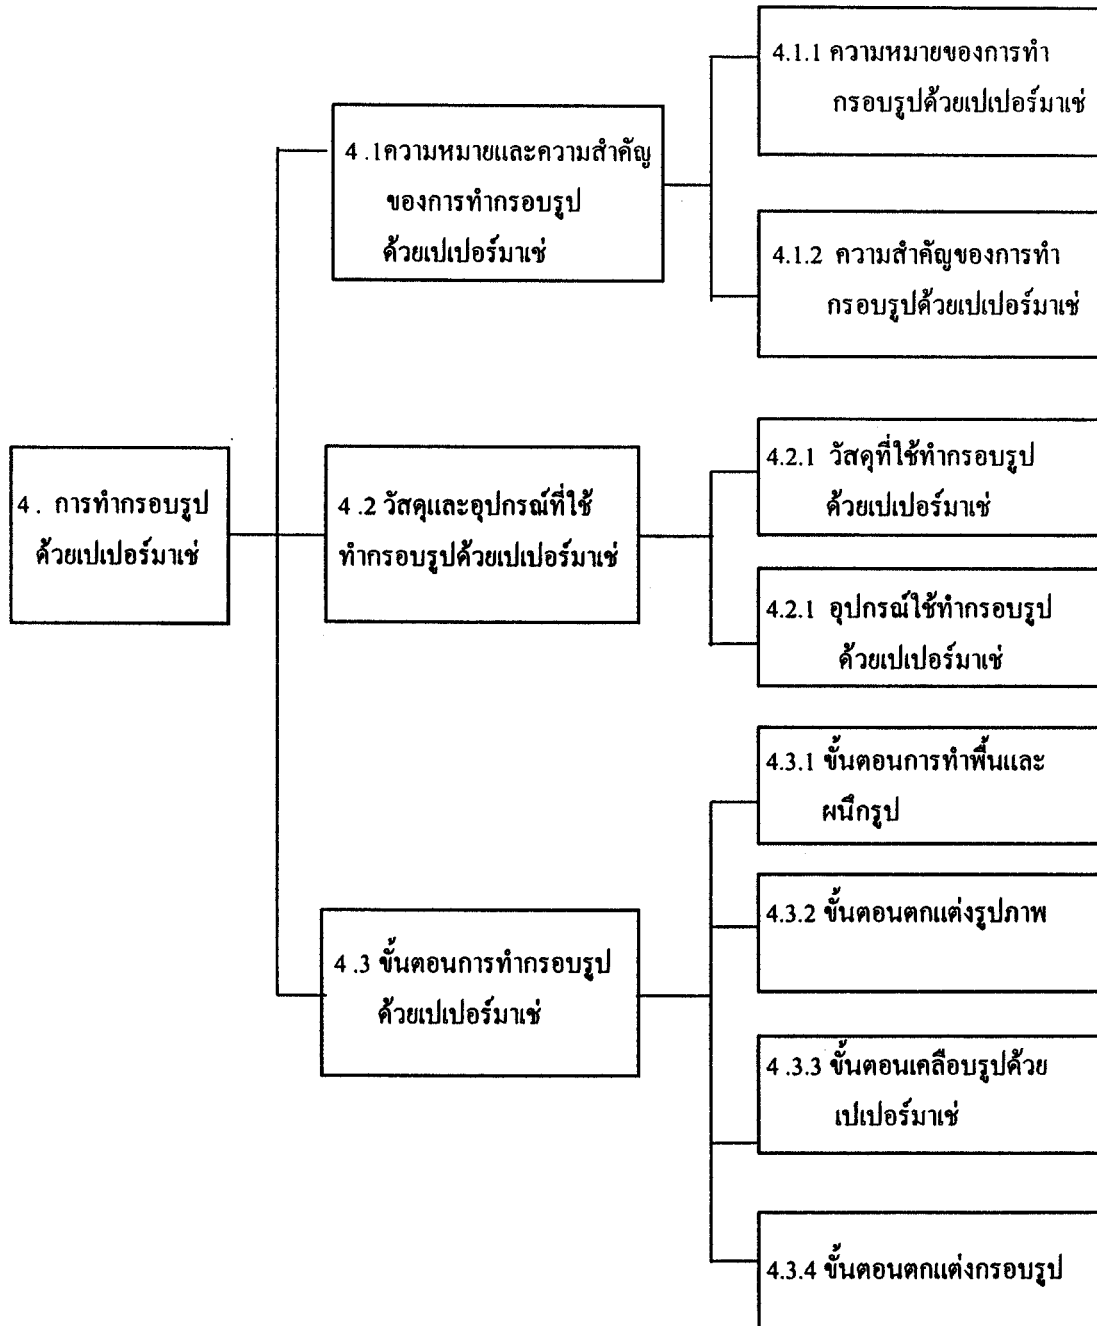 4.1.1 ความหมายของการทำ
กรอบรูปด้วยเปเปอร์มาเช่
4 .1ความหมายและความสำคัญ
ของการทำกรอบรูป
ด้วยเปเปอร์มาเช่
4.1.2 ความสำคัญของการทำ
กรอบรูปด้วยเปเปอร์มาเช่
4 . การทำกรอบรูป
ด้วยเปเปอร์มาเช่
4 .2 วัสดุและอุปกรณ์ที่ใช้
ทำกรอบรูปด้วยเปเปอร์มาเช่
4.2.1 วัสดุที่ใช้ทำกรอบรูป
ด้วยเปเปอร์มาเช่
4.2.1 อุปกรณ์ใช้ทำกรอบรูป
ด้วยเปเปอร์มาเช่
4.3.1 ขั้นตอนการทำพื้นและ
ผนึกรูป
4.3.2 ขั้นตอนตกแต่งรูปภาพ
4 .3 ขั้นตอนการทำกรอบรูป
ด้วยเปเปอร์มาเช่
4 .3.3 ขั้นตอนเคลือบรูปด้วย
เปเปอร์มาเช่
4.3.4 ขั้นตอนตกแต่งกรอบรูป